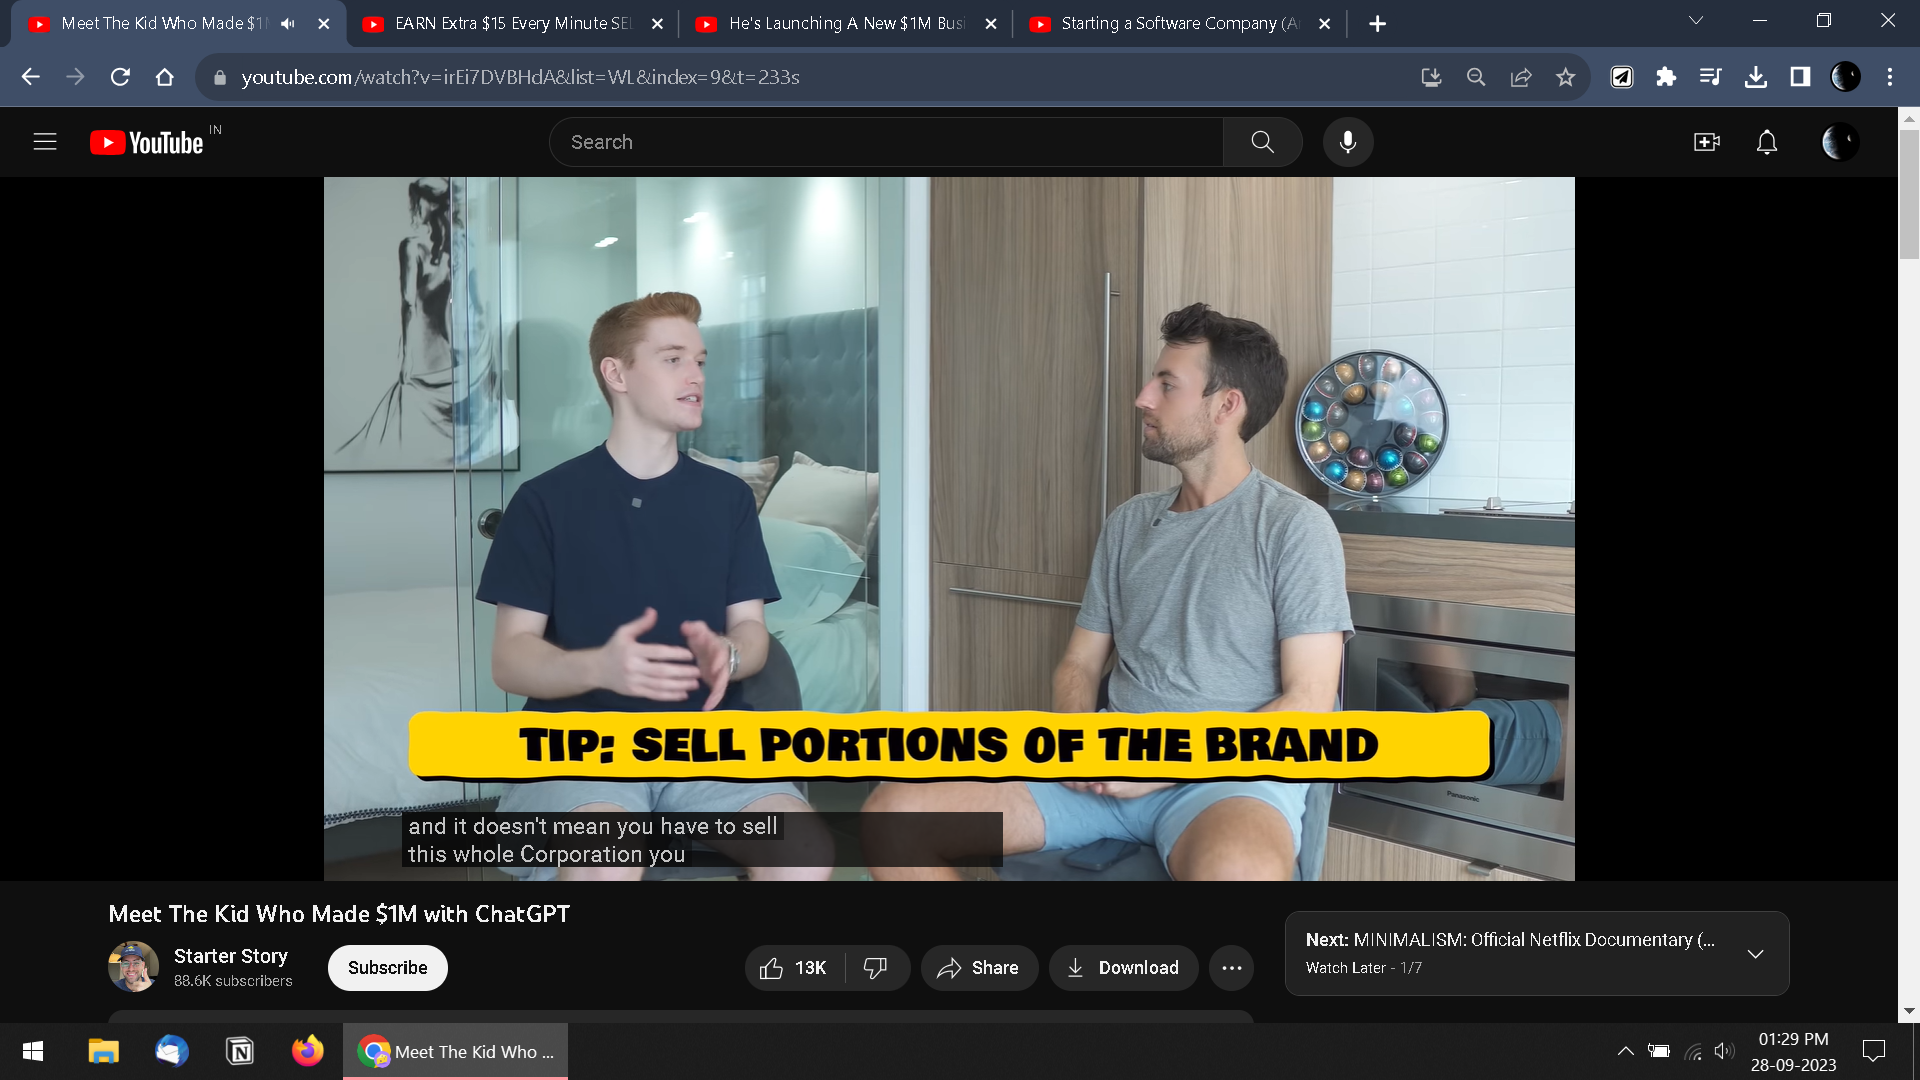 Meet The Kid Who Made $1M
EARN Extra $15 Every Minute SEL
He's Launching A New $1M Busi
Starting a Software Company (A
youtube.com/watch?v=irEi7DVBHdA&list=WL&index=9&t=233s
YouTube IN
Search
TIP: SELL PORTIONS OF THE BRAND
Panasonic
and it doesn't mean you have to sell
this whole Corporation you
Meet The Kid Who Made $1M with ChatGPT
Starter Story
88.6K subscribers
Subscribe
13K
Share
Download
Next: MINIMALISM: Official Netflix Documentary (...
Watch Later - 1/7
Meet The Kid Who ...
01:29 PM
28-09-2023